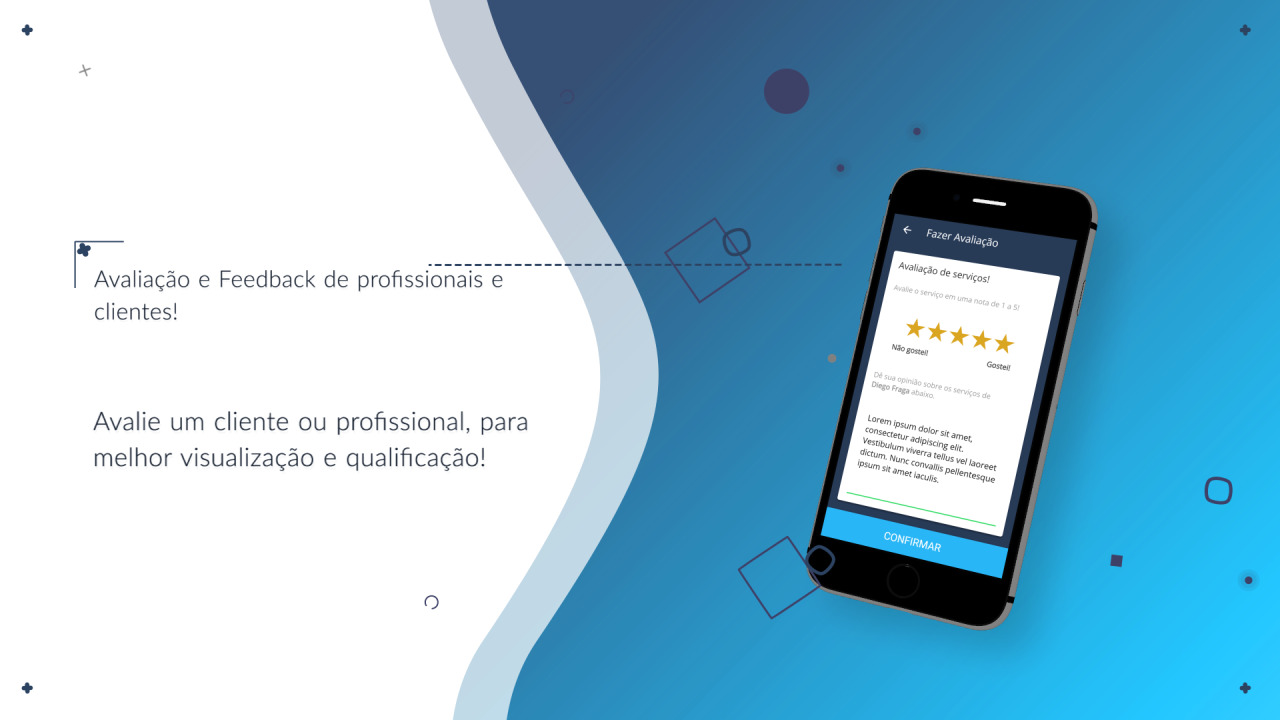 Avaliação e Feedback de profissionais e
clientes!
Avalie um cliente ou profissional, para
melhor visualização e qualificação!
Fazer Avaliação
Avaliação de serviços!
Avalie o serviço em uma nota de 1 a 5!
Não gostei!
Gostei!
Dê sua opinião sobre os serviços de
Diego Fraga abaixo.
Lorem ipsum dolor sit amet,
consectetur adipiscing elit.
Vestibulum viverra tellus vel laoreet
dictum. Nunc convallis pellentesque
ipsum sit amet iaculis.
CONFIRMAR